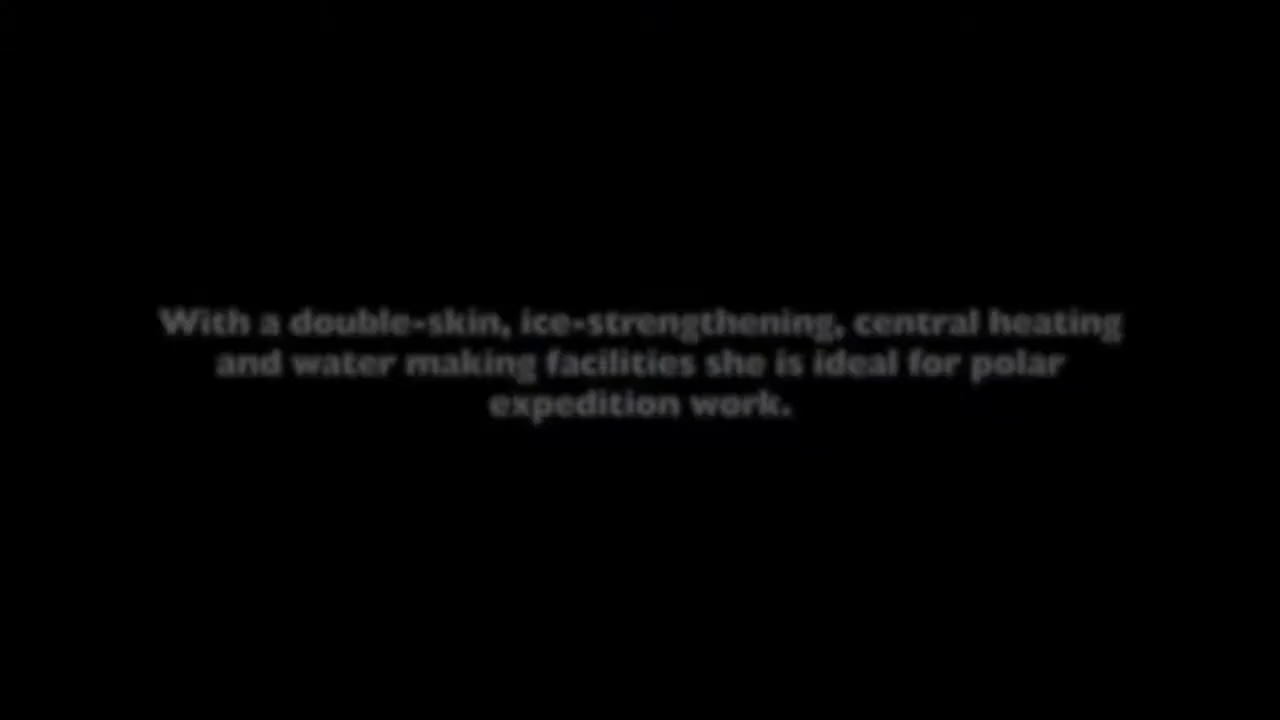 With a double-skin, ice-strengthening, central heating
and water making facilities she is ideal for polar
expedition work.